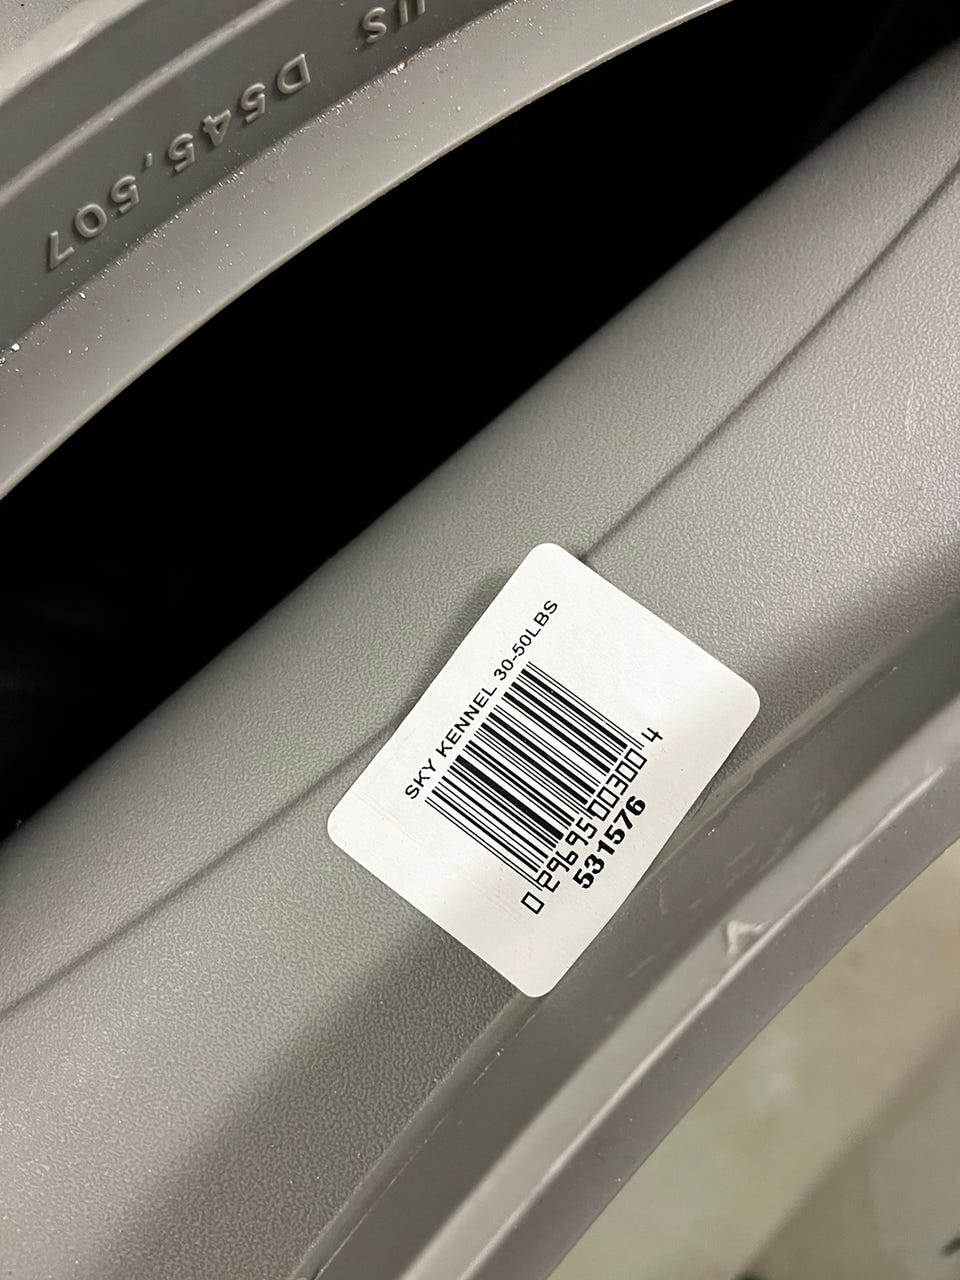 US D545,507
SKY KENNEL 30-50LBS
0 29695 00300 4
531576